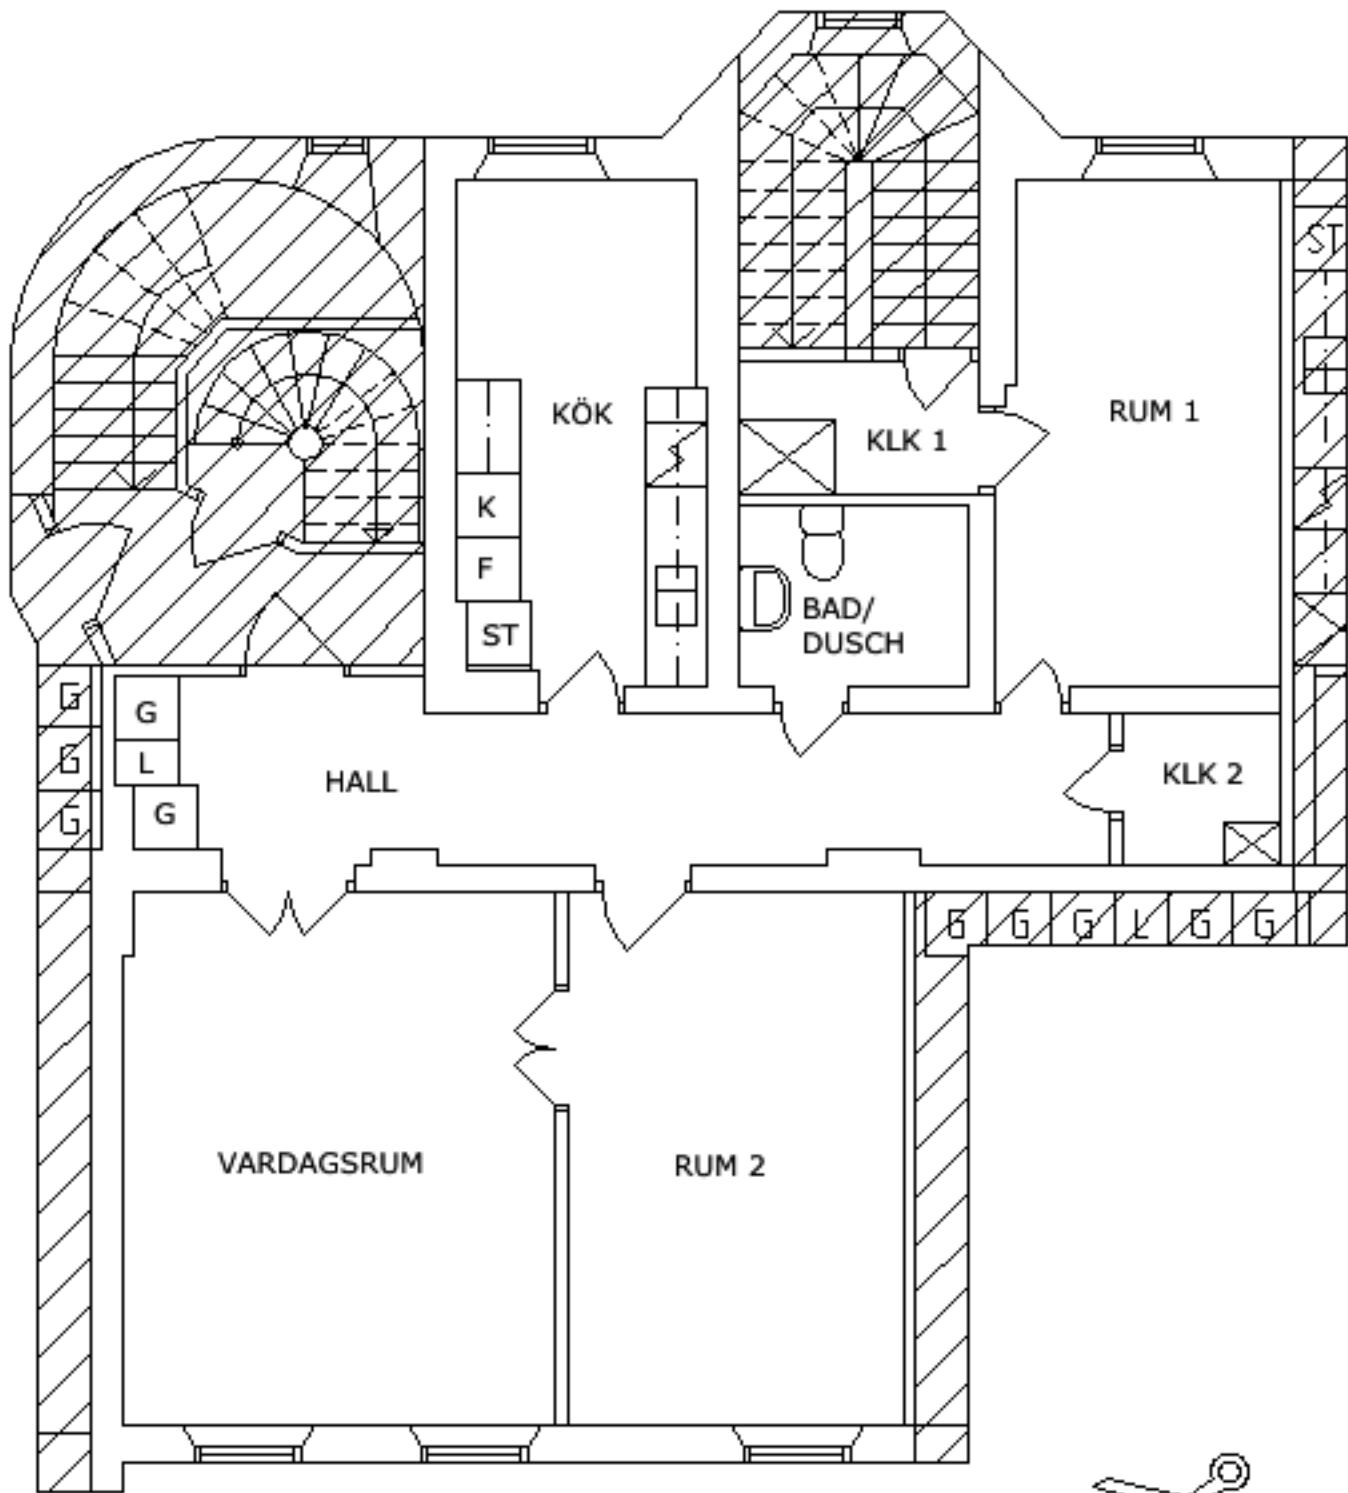 ST
KÖK
RUM 1
KLK 1
K
F
BAD/
DUSCH
ST
G
G
L
G
HALL
KLK 2
G
G
G G G L G G
VARDAGSRUM
RUM 2